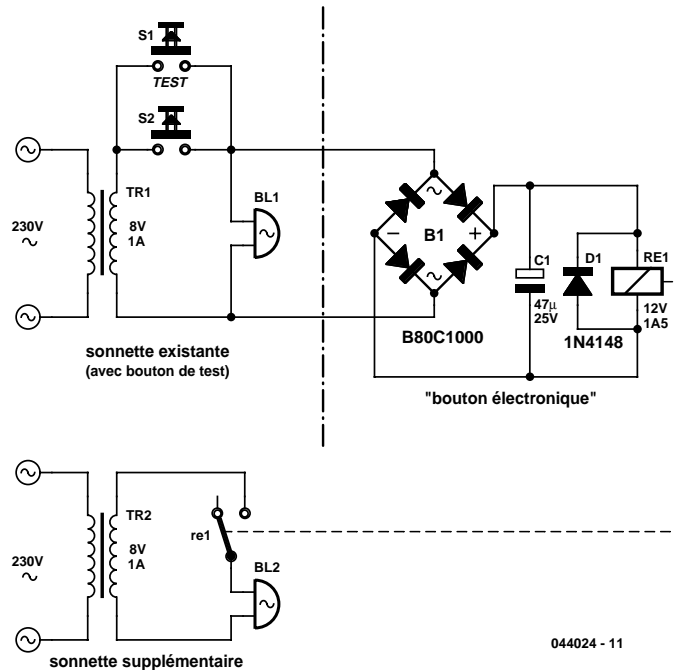 S1
TEST
S2
TR1
8V
1A
230V
~
BL1
B1
~
~
−
+
B80C1000
C1
47µ
25V
D1
1N4148
RE1
12V
1A5
sonnette existante
(avec bouton de test)
"bouton électronique"
TR2
8V
1A
230V
~
re1
BL2
sonnette supplémentaire
044024 - 11